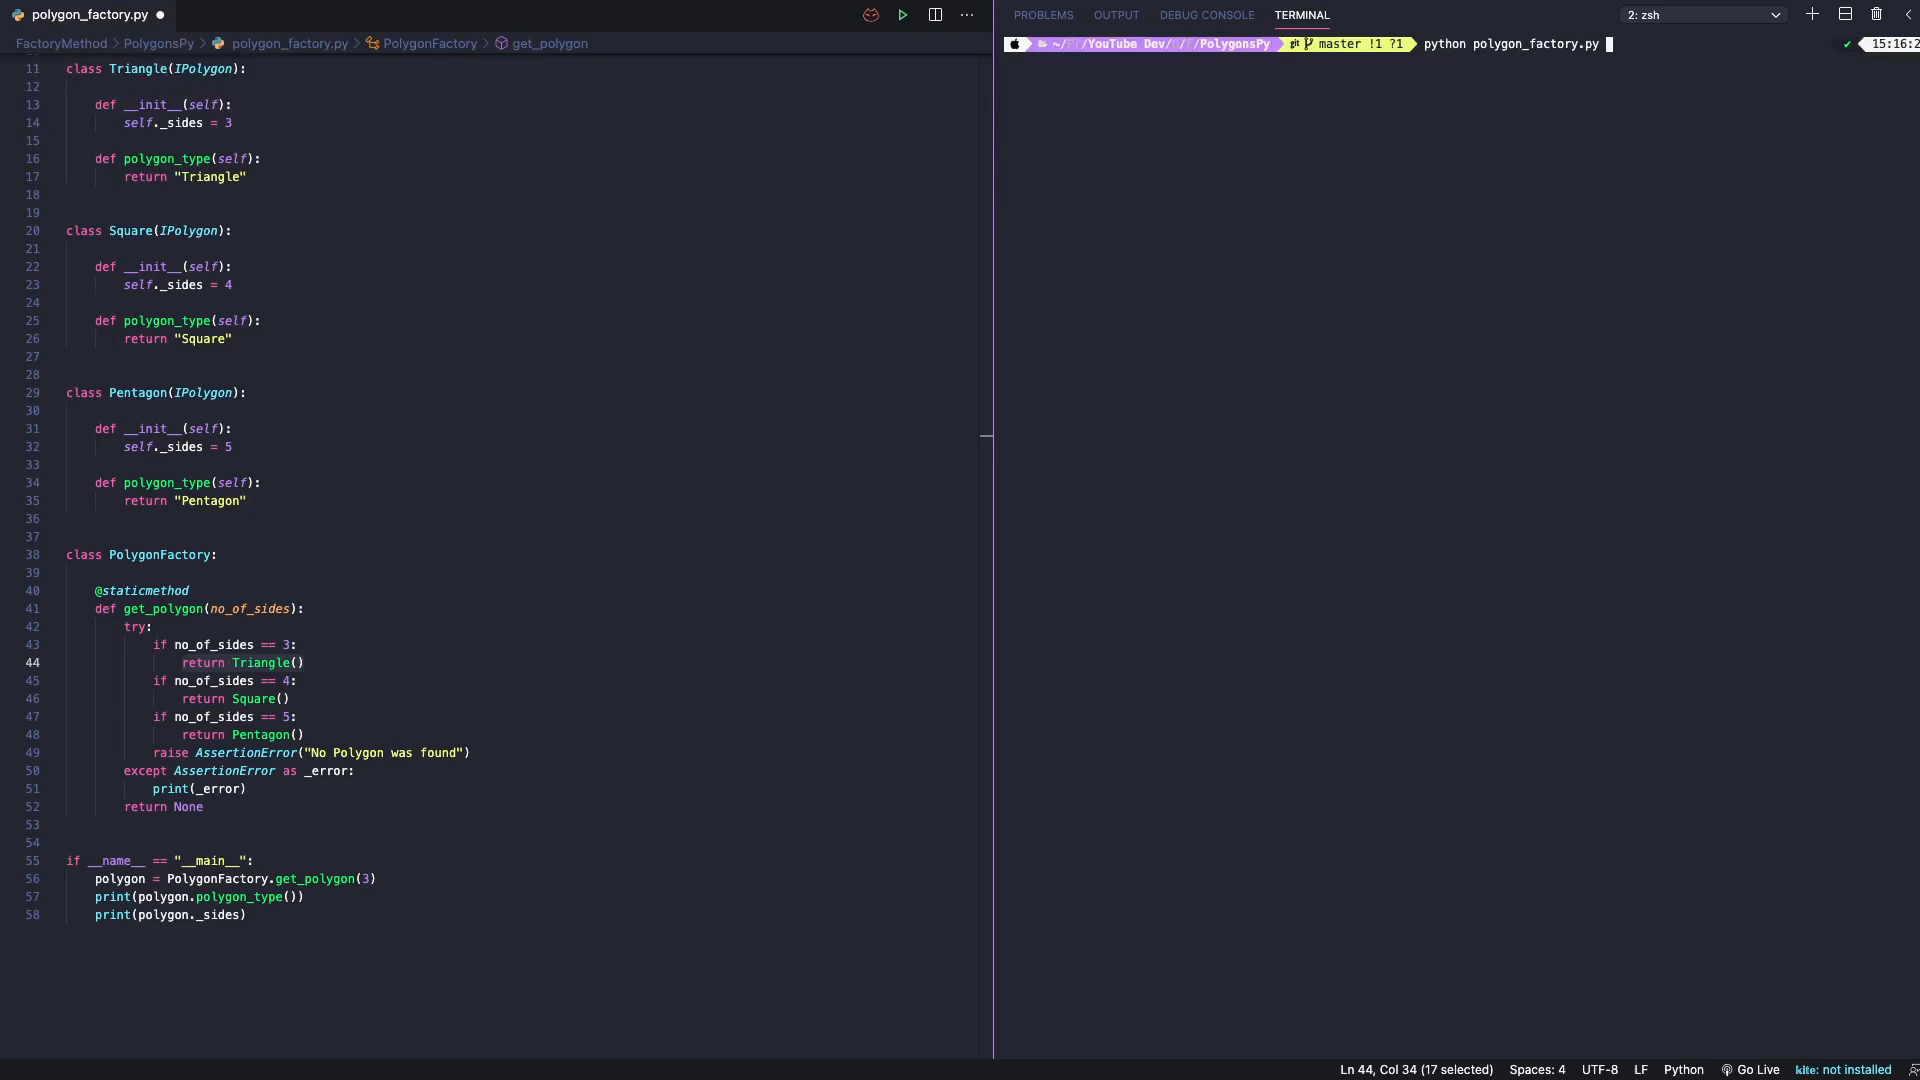 polygon_factory.py
PROBLEMS OUTPUT DEBUG CONSOLE TERMINAL 2: zsh
FactoryMethod > PolygonsPy > polygon_factory.py > PolygonFactory > get_polygon
~/ /YouTube Dev/ / /PolygonsPy git master !1 ?1 python polygon_factory.py ✔ 15:16:2
11 class Triangle(IPolygon):
12
13 def __init__(self):
14 self._sides = 3
15
16 def polygon_type(self):
17 return "Triangle"
18
19
20 class Square(IPolygon):
21
22 def __init__(self):
23 self._sides = 4
24
25 def polygon_type(self):
26 return "Square"
27
28
29 class Pentagon(IPolygon):
30
31 def __init__(self):
32 self._sides = 5
33
34 def polygon_type(self):
35 return "Pentagon"
36
37
38 class PolygonFactory:
39
40 @staticmethod
41 def get_polygon(no_of_sides):
42 try:
43 if no_of_sides == 3:
44 return Triangle()
45 if no_of_sides == 4:
46 return Square()
47 if no_of_sides == 5:
48 return Pentagon()
49 raise AssertionError("No Polygon was found")
50 except AssertionError as _error:
51 print(_error)
52 return None
53
54
55 if __name__ == "__main__":
56 polygon = PolygonFactory.get_polygon(3)
57 print(polygon.polygon_type())
58 print(polygon._sides)
Ln 44, Col 34 (17 selected) Spaces: 4 UTF-8 LF Python Go Live kite: not installed